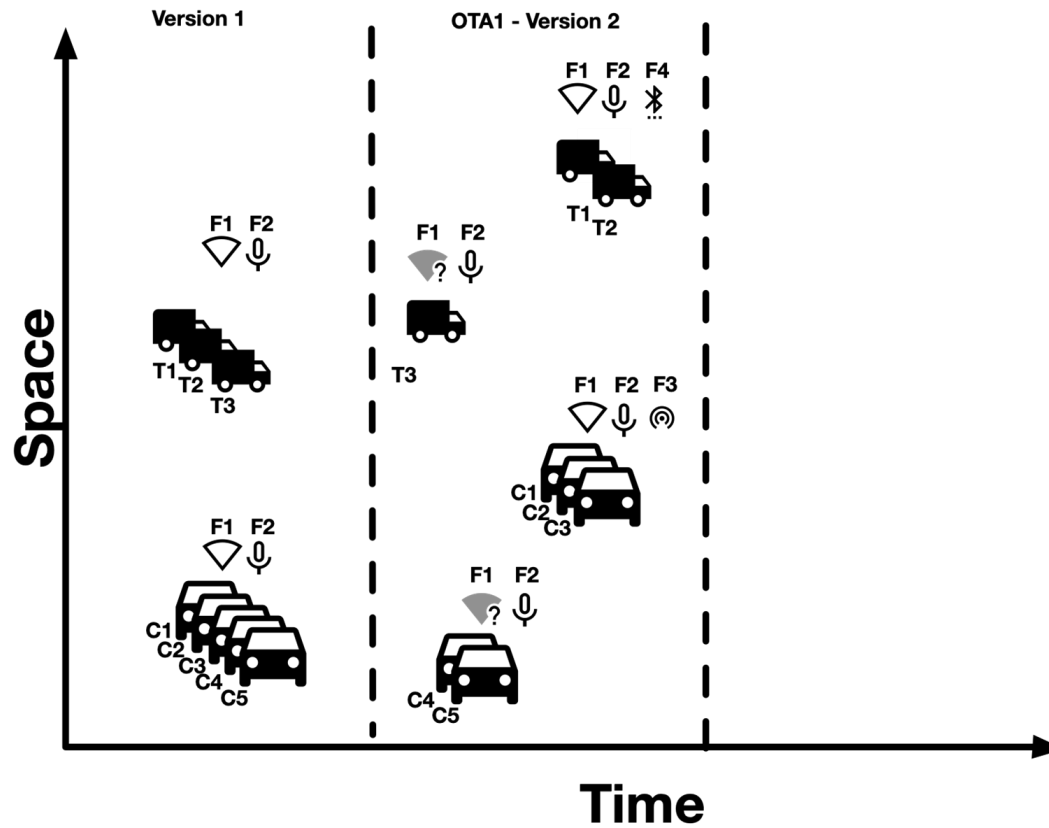 Version 1
OTA1 - Version 2
F1 F2 F4
T1
T2
F1 F2
F1 F2
?
T1
T2
T3
T3
F1 F2 F3
C1
C2
C3
F1 F2
F1 F2
?
C1
C2
C3
C4
C5
C4
C5
Space
Time